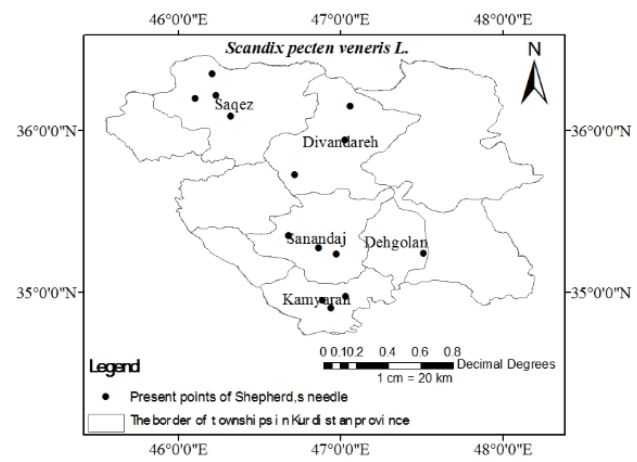 46°0'0"E 47°0'0"E 48°0'0"E
Scandix pecten veneris L.
N
Saqez
36°0'0"N 36°0'0"N
Divandareh
Sanandaj
Dehgolan
35°0'0"N 35°0'0"N
Kamyaran
0 0.10.2 0.4 0.6 0.8
Decimal Degrees
1 cm = 20 km
Legend
Present points of Shepherd,s needle
The border of townships in Kurdistan province
46°0'0"E 47°0'0"E 48°0'0"E